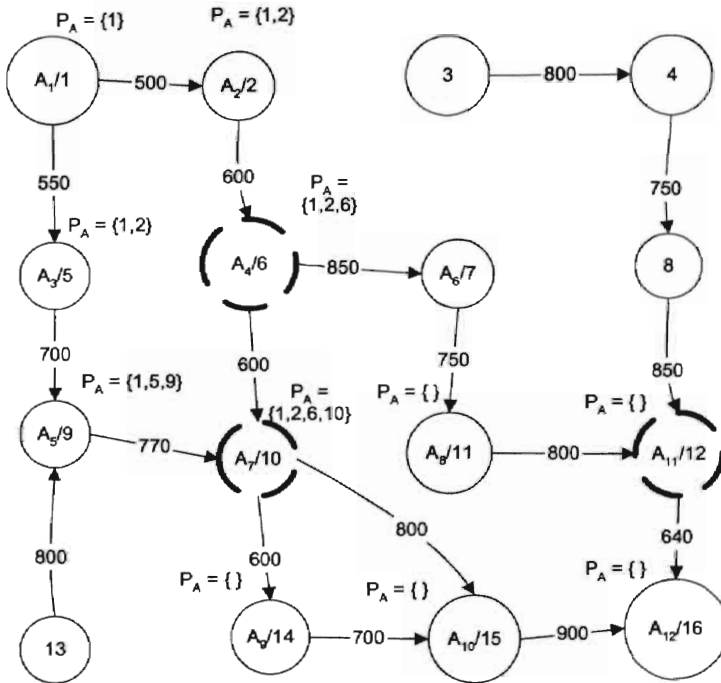 P_A = {1}
P_A = {1,2}
A_1/1
500
A_2/2
3
800
4
550
600
750
P_A = {1,2}
P_A =
{1,2,6}
A_3/5
A_4/6
850
A_6/7
8
700
600
750
850
P_A = {1,5,9}
P_A =
{1,2,6,10}
P_A = { }
P_A = { }
A_5/9
770
A_7/10
A_8/11
800
A_11/12
800
600
800
640
P_A = { }
P_A = { }
P_A = { }
13
A_9/14
700
A_10/15
900
A_12/16